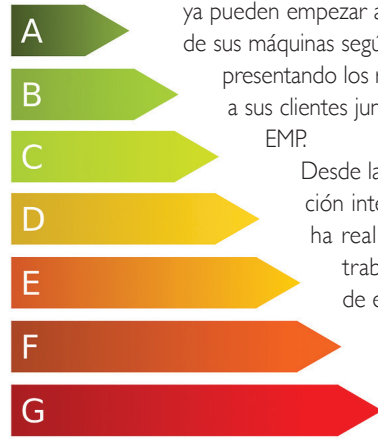 A
B
C
D
E
F
G
ya pueden empezar a
de sus máquinas segú
presentando los r
a sus clientes jun
EMP.
Desde la
ción inte
ha real
trab
de e